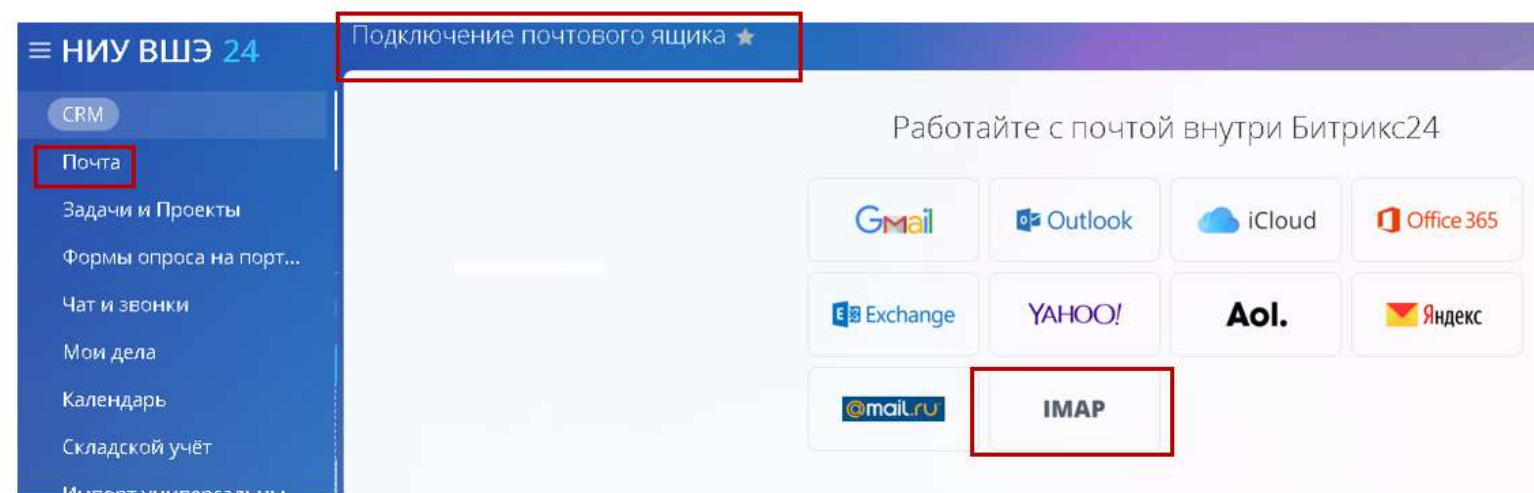 НИУ ВШЭ 24
Подключение почтового ящика
CRM
Почта
Задачи и Проекты
Формы опроса на порт...
Чат и звонки
Мои дела
Календарь
Складской учёт
Работайте с почтой внутри Битрикс24
Gmail
Outlook
iCloud
Office 365
Exchange
YAHOO!
Aol.
Яндекс
@mail.ru
IMAP